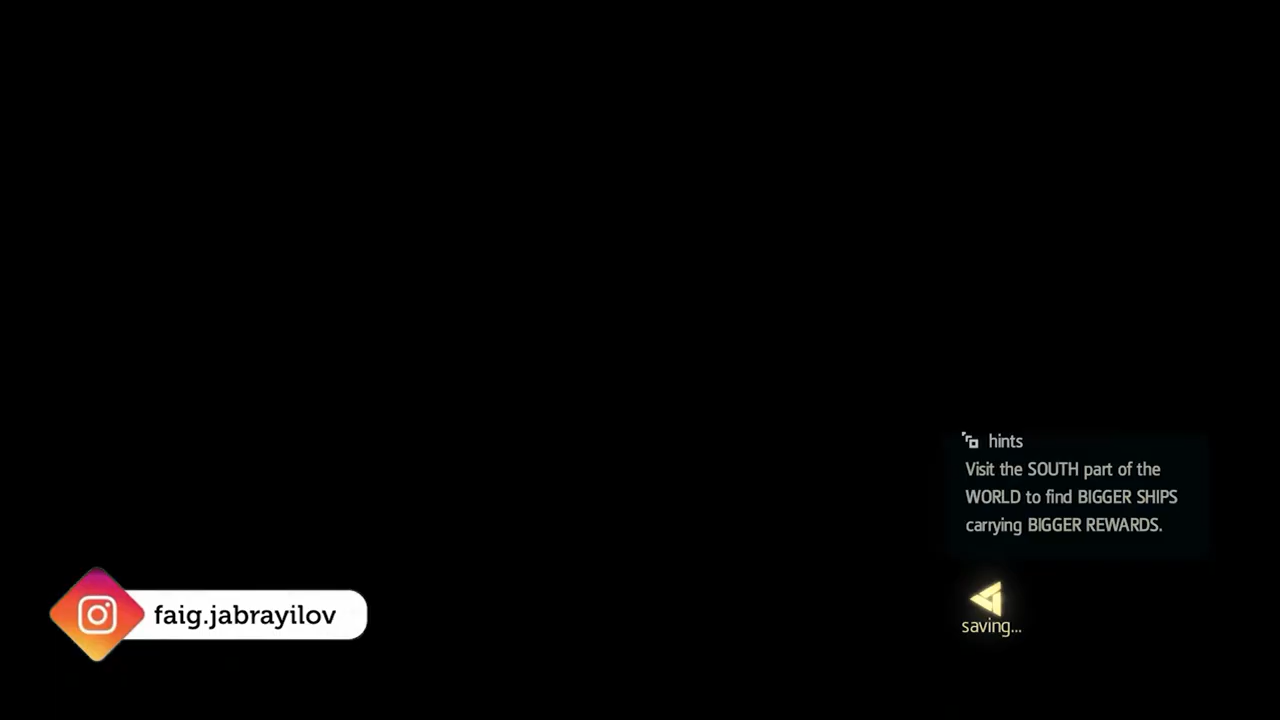 hints
Visit the SOUTH part of the
WORLD to find BIGGER SHIPS
carrying BIGGER REWARDS.
faig.jabrayilov
saving...